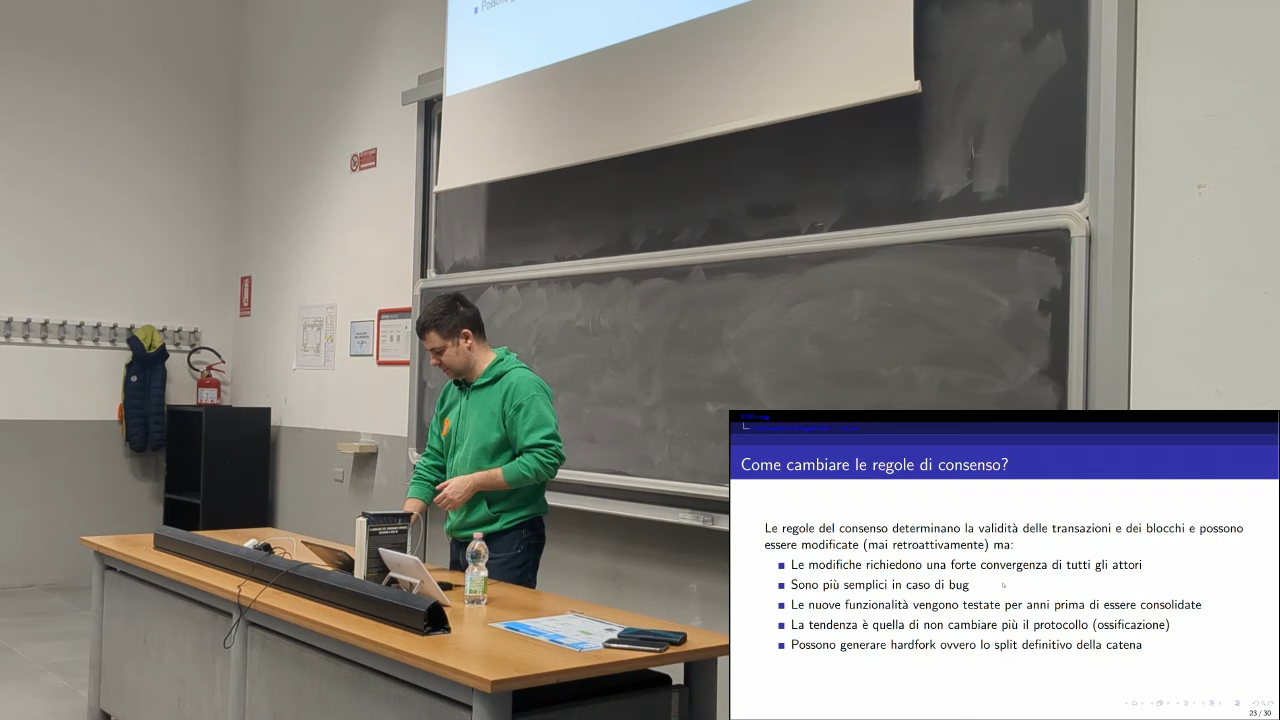 Come cambiare le regole di consenso?
Le regole di consenso determinano la validità delle transazioni e dei blocchi e possono
essere modificate (mai retroattivamente) ma:
Le modifiche richiedono una forte convergenza di tutti gli attori
Sono più semplici in caso di bug
Le nuove funzionalità vengono testate per anni prima di essere consolidate
La tendenza è quella di non cambiare più il protocollo (ossificazione)
Possono generare hardfork ovvero lo split definitivo della catena
23 / 30